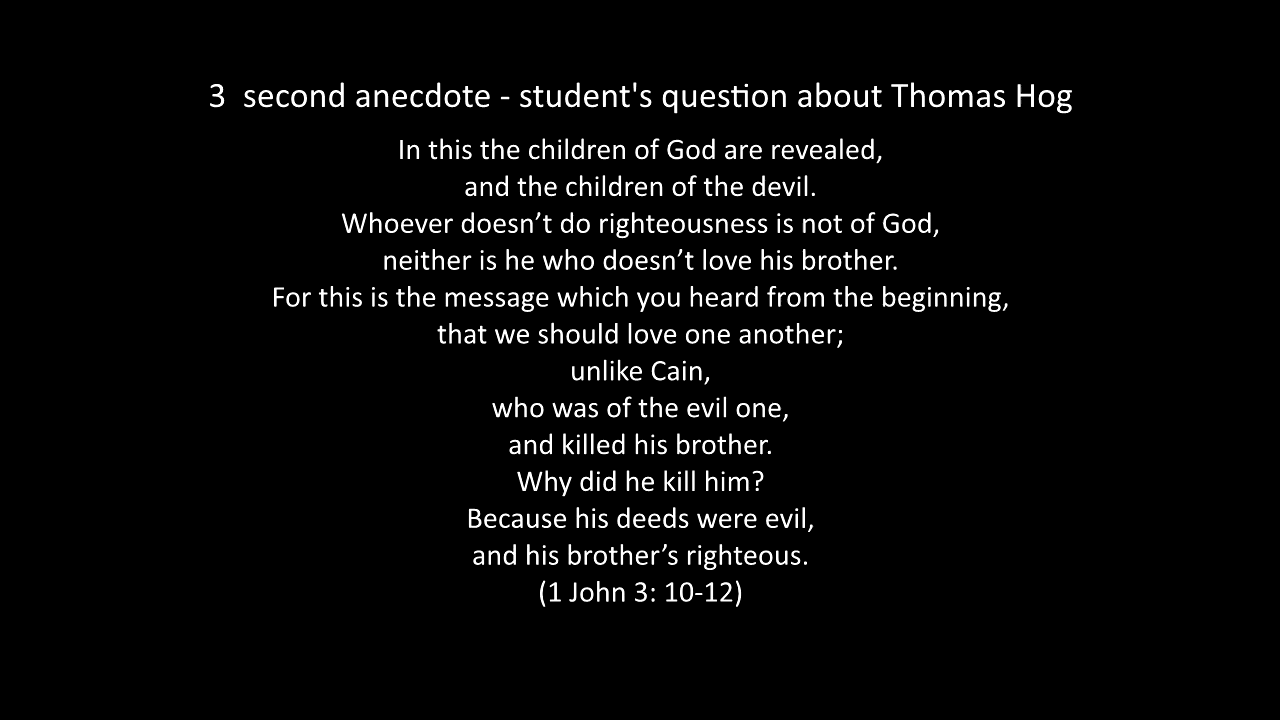 3  second anecdote - student's question about Thomas Hog
In this the children of God are revealed,
and the children of the devil.
Whoever doesn’t do righteousness is not of God,
neither is he who doesn’t love his brother.
For this is the message which you heard from the beginning,
that we should love one another;
unlike Cain,
who was of the evil one,
and killed his brother.
Why did he kill him?
Because his deeds were evil,
and his brother’s righteous.
(1 John 3: 10-12)